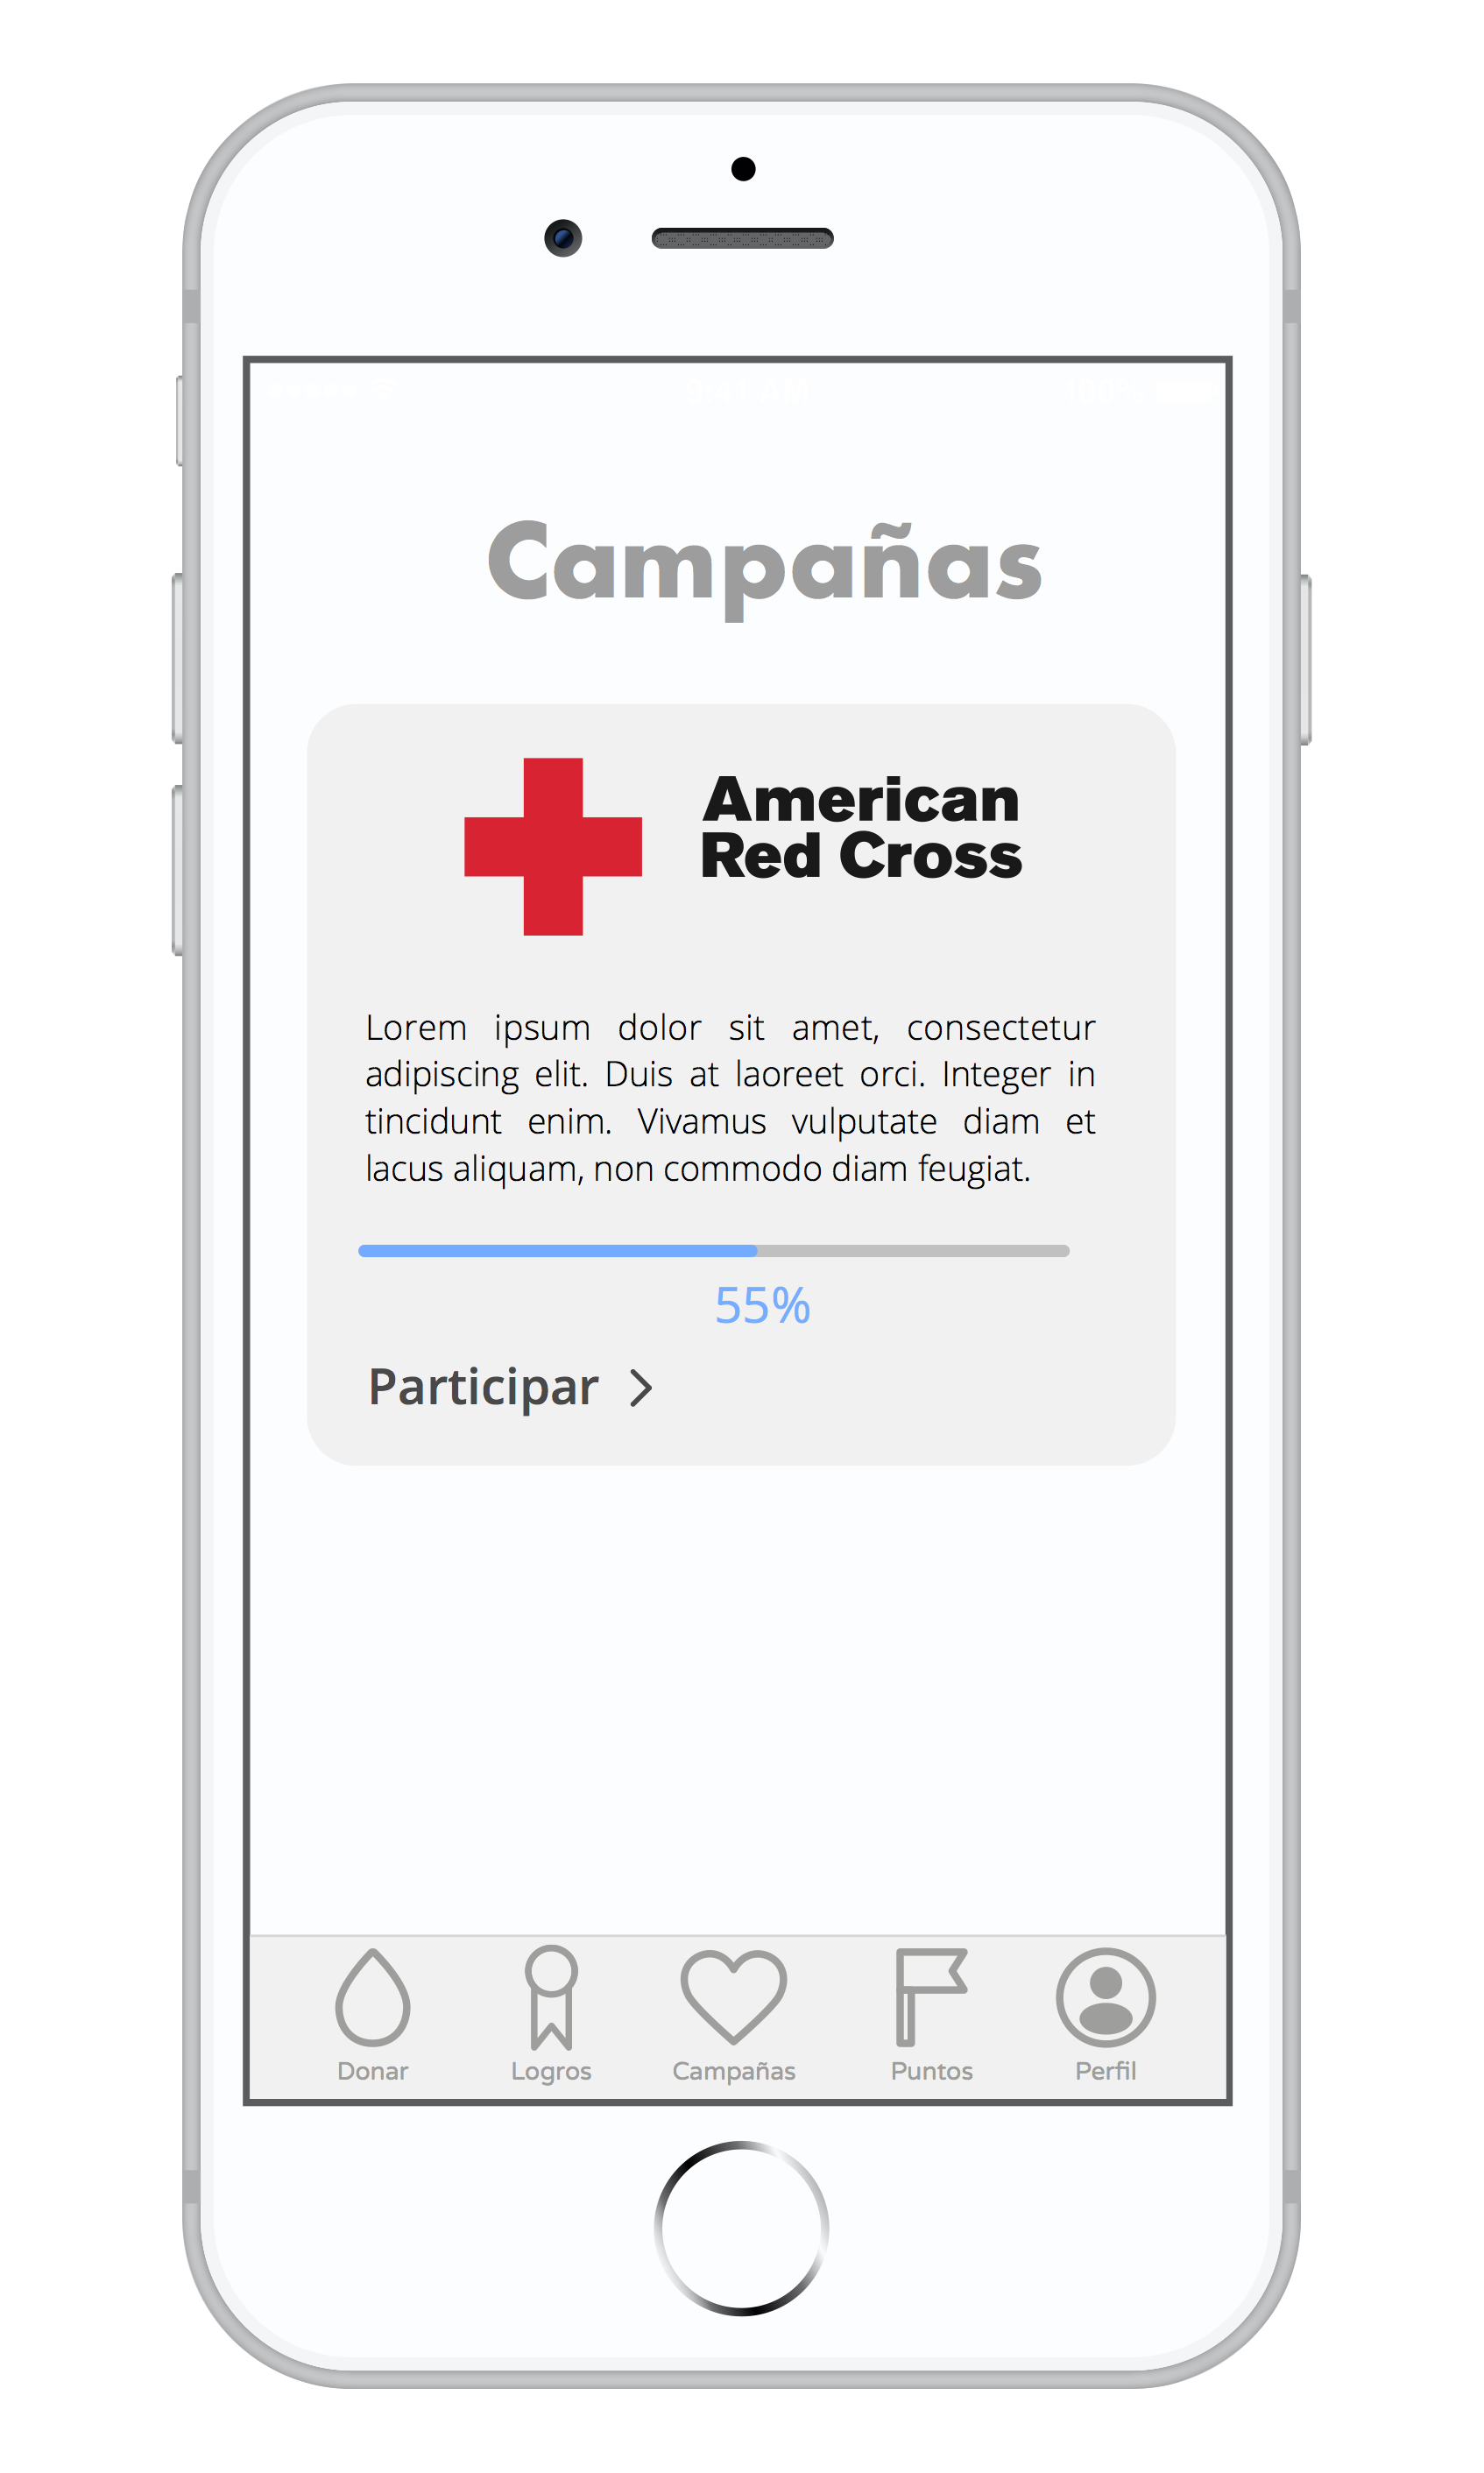 Campañas
American
Red Cross
Lorem ipsum dolor sit amet, consectetur
adipiscing elit. Duis at laoreet orci. Integer in
tincidunt enim. Vivamus vulputate diam et
lacus aliquam, non commodo diam feugiat.
55%
Participar
Donar Logros Campañas Puntos Perfil